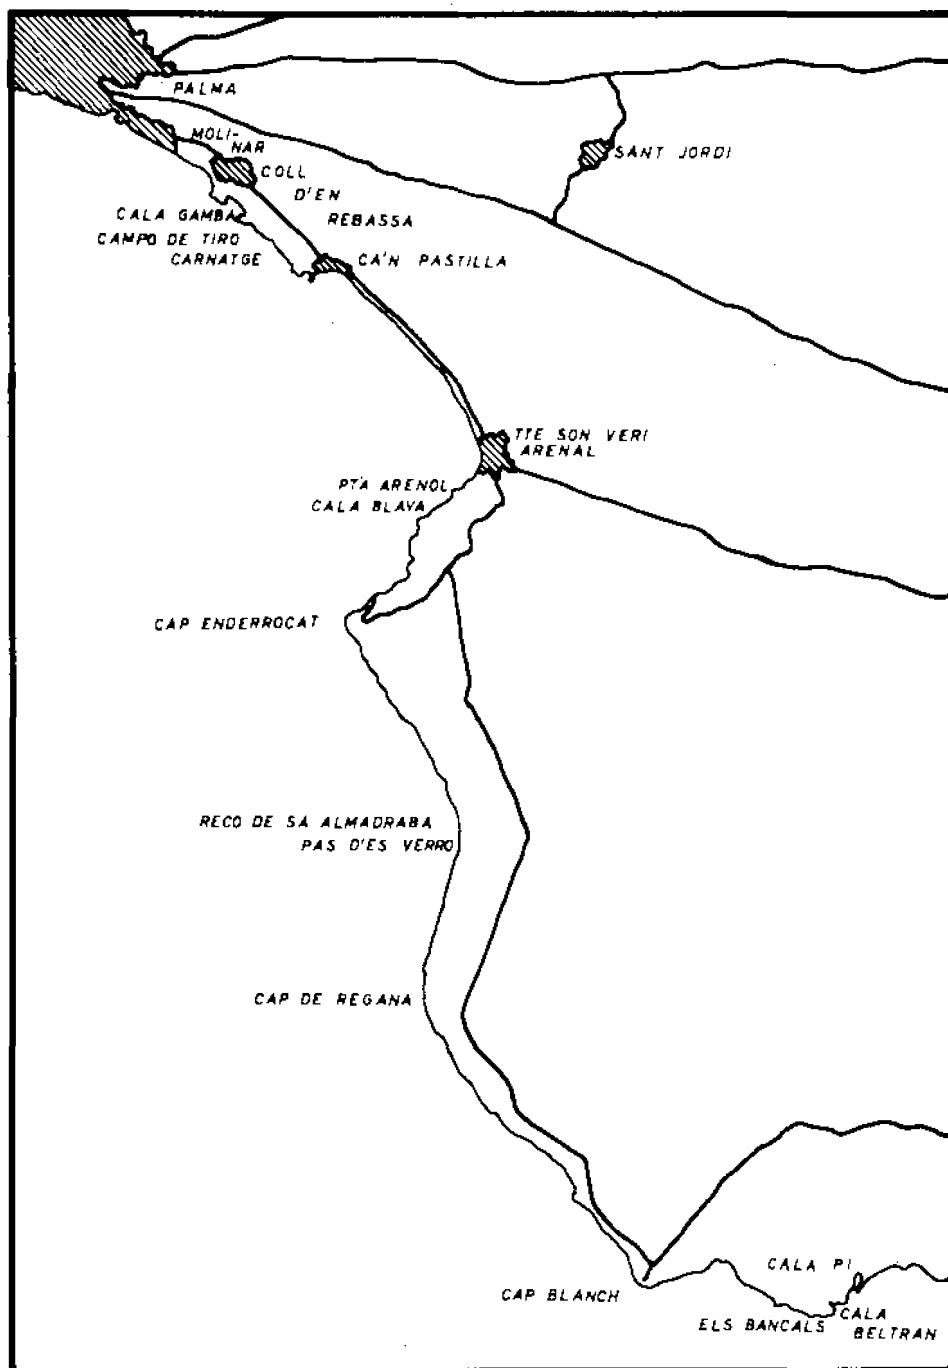 PALMA
MOLI-
NAR
COLL
D'EN
REBASSA
SANT JORDI
CALA GAMBA
CAMPO DE TIRO
CARNATGE
CA'N PASTILLA
TTE SON VERI
ARENAL
PTA ARENOL
CALA BLAVA
CAP ENDERROCAT
RECO DE SA ALMADRABA
PAS D'ES VERRO
CAP DE REGANA
CALA PI
CAP BLANCH
ELS BANCALS
CALA
BELTRAN